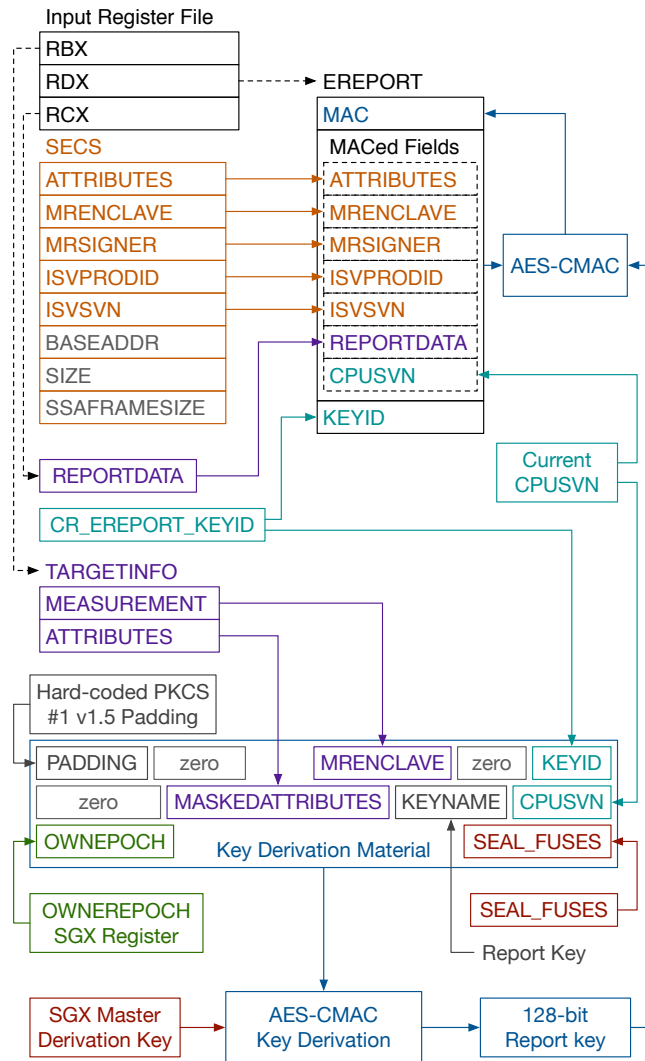 Input Register File
RBX
RDX
RCX
EREPORT
MAC
SECS
MACed Fields
ATTRIBUTES
ATTRIBUTES
MRENCLAVE
MRENCLAVE
MRSIGNER
MRSIGNER
AES-CMAC
ISVPRODID
ISVPRODID
ISVSVN
ISVSVN
BASEADDR
REPORTDATA
SIZE
CPUSVN
SSAFRAMESIZE
KEYID
REPORTDATA
Current
CPUSVN
CR_EREPORT_KEYID
TARGETINFO
MEASUREMENT
ATTRIBUTES
Hard-coded PKCS
#1 v1.5 Padding
PADDING
zero
MRENCLAVE
zero
KEYID
zero
MASKEDATTRIBUTES
KEYNAME
CPUSVN
OWNEPOCH
Key Derivation Material
SEAL_FUSES
OWNEREPOCH
SGX Register
SEAL_FUSES
Report Key
SGX Master
Derivation Key
AES-CMAC
Key Derivation
128-bit
Report key